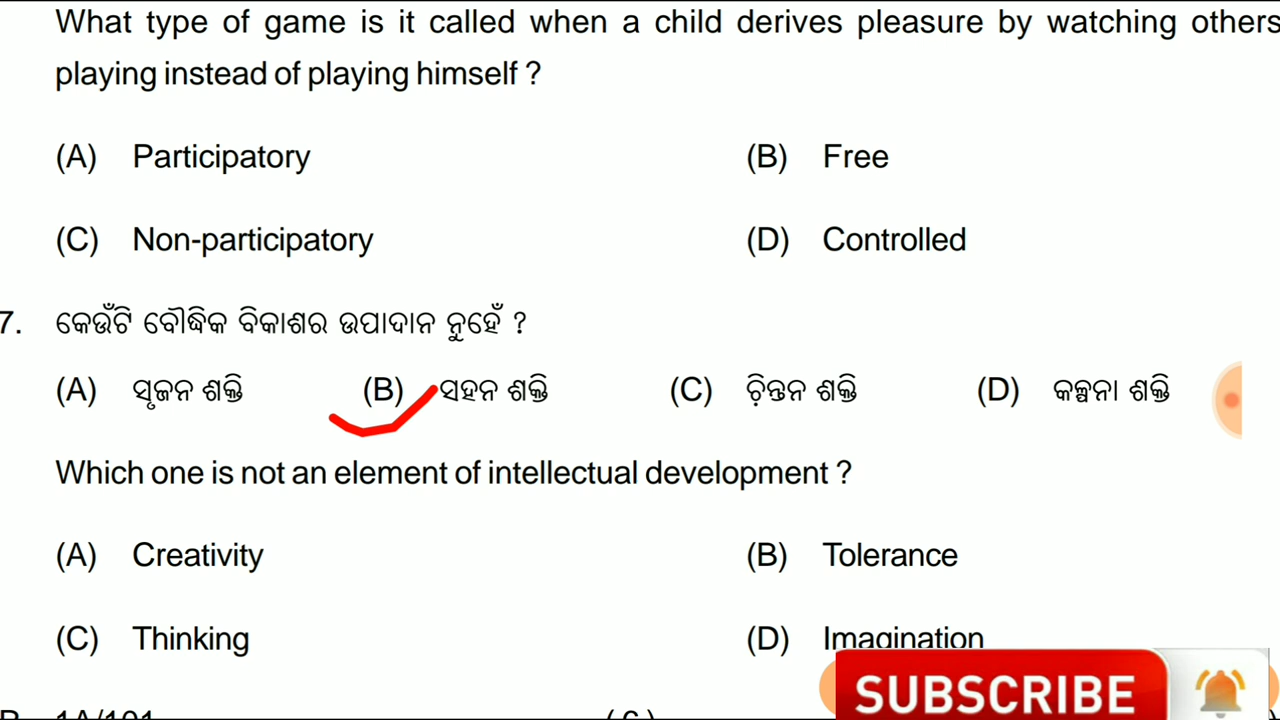 What type of game is it called when a child derives pleasure by watching others
playing instead of playing himself ?
(A) Participatory (B) Free
(C) Non-participatory (D) Controlled
7. କେଉଁଟି ବୌଦ୍ଧିକ ବିକାଶର ଉପାଦାନ ନୁହେଁ ?
(A) ସୃଜନ ଶକ୍ତି (B) ସହନ ଶକ୍ତି (C) ଚିନ୍ତନ ଶକ୍ତି (D) କଳ୍ପନା ଶକ୍ତି
Which one is not an element of intellectual development ?
(A) Creativity (B) Tolerance
(C) Thinking (D) Imagination
SUBSCRIBE